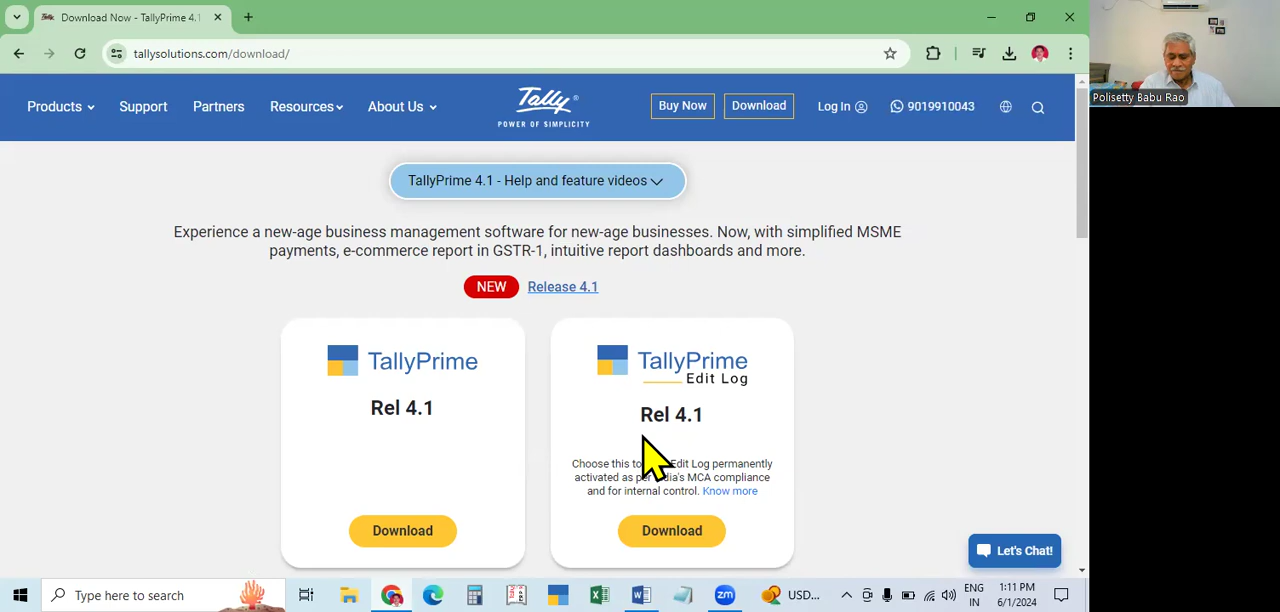 Download Now - TallyPrime 4.1
tallysolutions.com/download/
Products
Support
Partners
Resources
About Us
Tally
POWER OF SIMPLICITY
Buy Now
Download
Log In
9019910043
Polisetty Babu Rao
TallyPrime 4.1 - Help and feature videos
Experience a new-age business management software for new-age businesses. Now, with simplified MSME
payments, e-commerce report in GSTR-1, intuitive report dashboards and more.
NEW Release 4.1
TallyPrime
Rel 4.1
Download
TallyPrime
Edit Log
Rel 4.1
Choose this to Edit Log permanently
activated as per India's MCA compliance
and for internal control. Know more
Download
Let's Chat!
Type here to search
USD...
ENG
IN
1:11 PM
6/1/2024